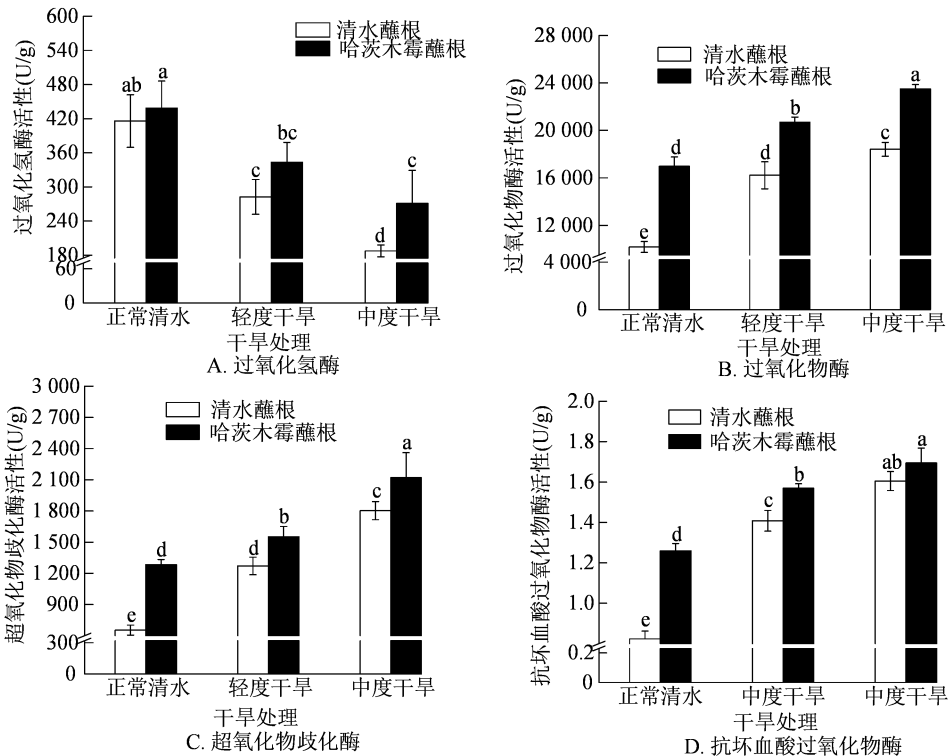 600
540
480
420
360
300
240
180
60
0
过氧化氢酶活性(U/g)
清水蘸根
哈茨木霉蘸根
ab
a
c
bc
d
c
正常清水
轻度干旱
中度干旱
干旱处理
A. 过氧化氢酶
28 000
24 000
20 000
16 000
12 000
4 000
0
过氧化物酶活性(U/g)
清水蘸根
哈茨木霉蘸根
e
d
d
b
c
a
正常清水
轻度干旱
中度干旱
干旱处理
B. 过氧化物酶
3 000
2 700
2 400
2 100
1 800
1 500
1 200
900
300
0
超氧化物歧化酶活性(U/g)
清水蘸根
哈茨木霉蘸根
e
d
d
b
c
a
正常清水
轻度干旱
中度干旱
干旱处理
C. 超氧化物歧化酶
2.0
1.8
1.6
1.4
1.2
1.0
0.2
0
抗坏血酸过氧化物酶活性(U/g)
清水蘸根
哈茨木霉蘸根
e
d
c
b
ab
a
正常清水
中度干旱
中度干旱
干旱处理
D. 抗坏血酸过氧化物酶